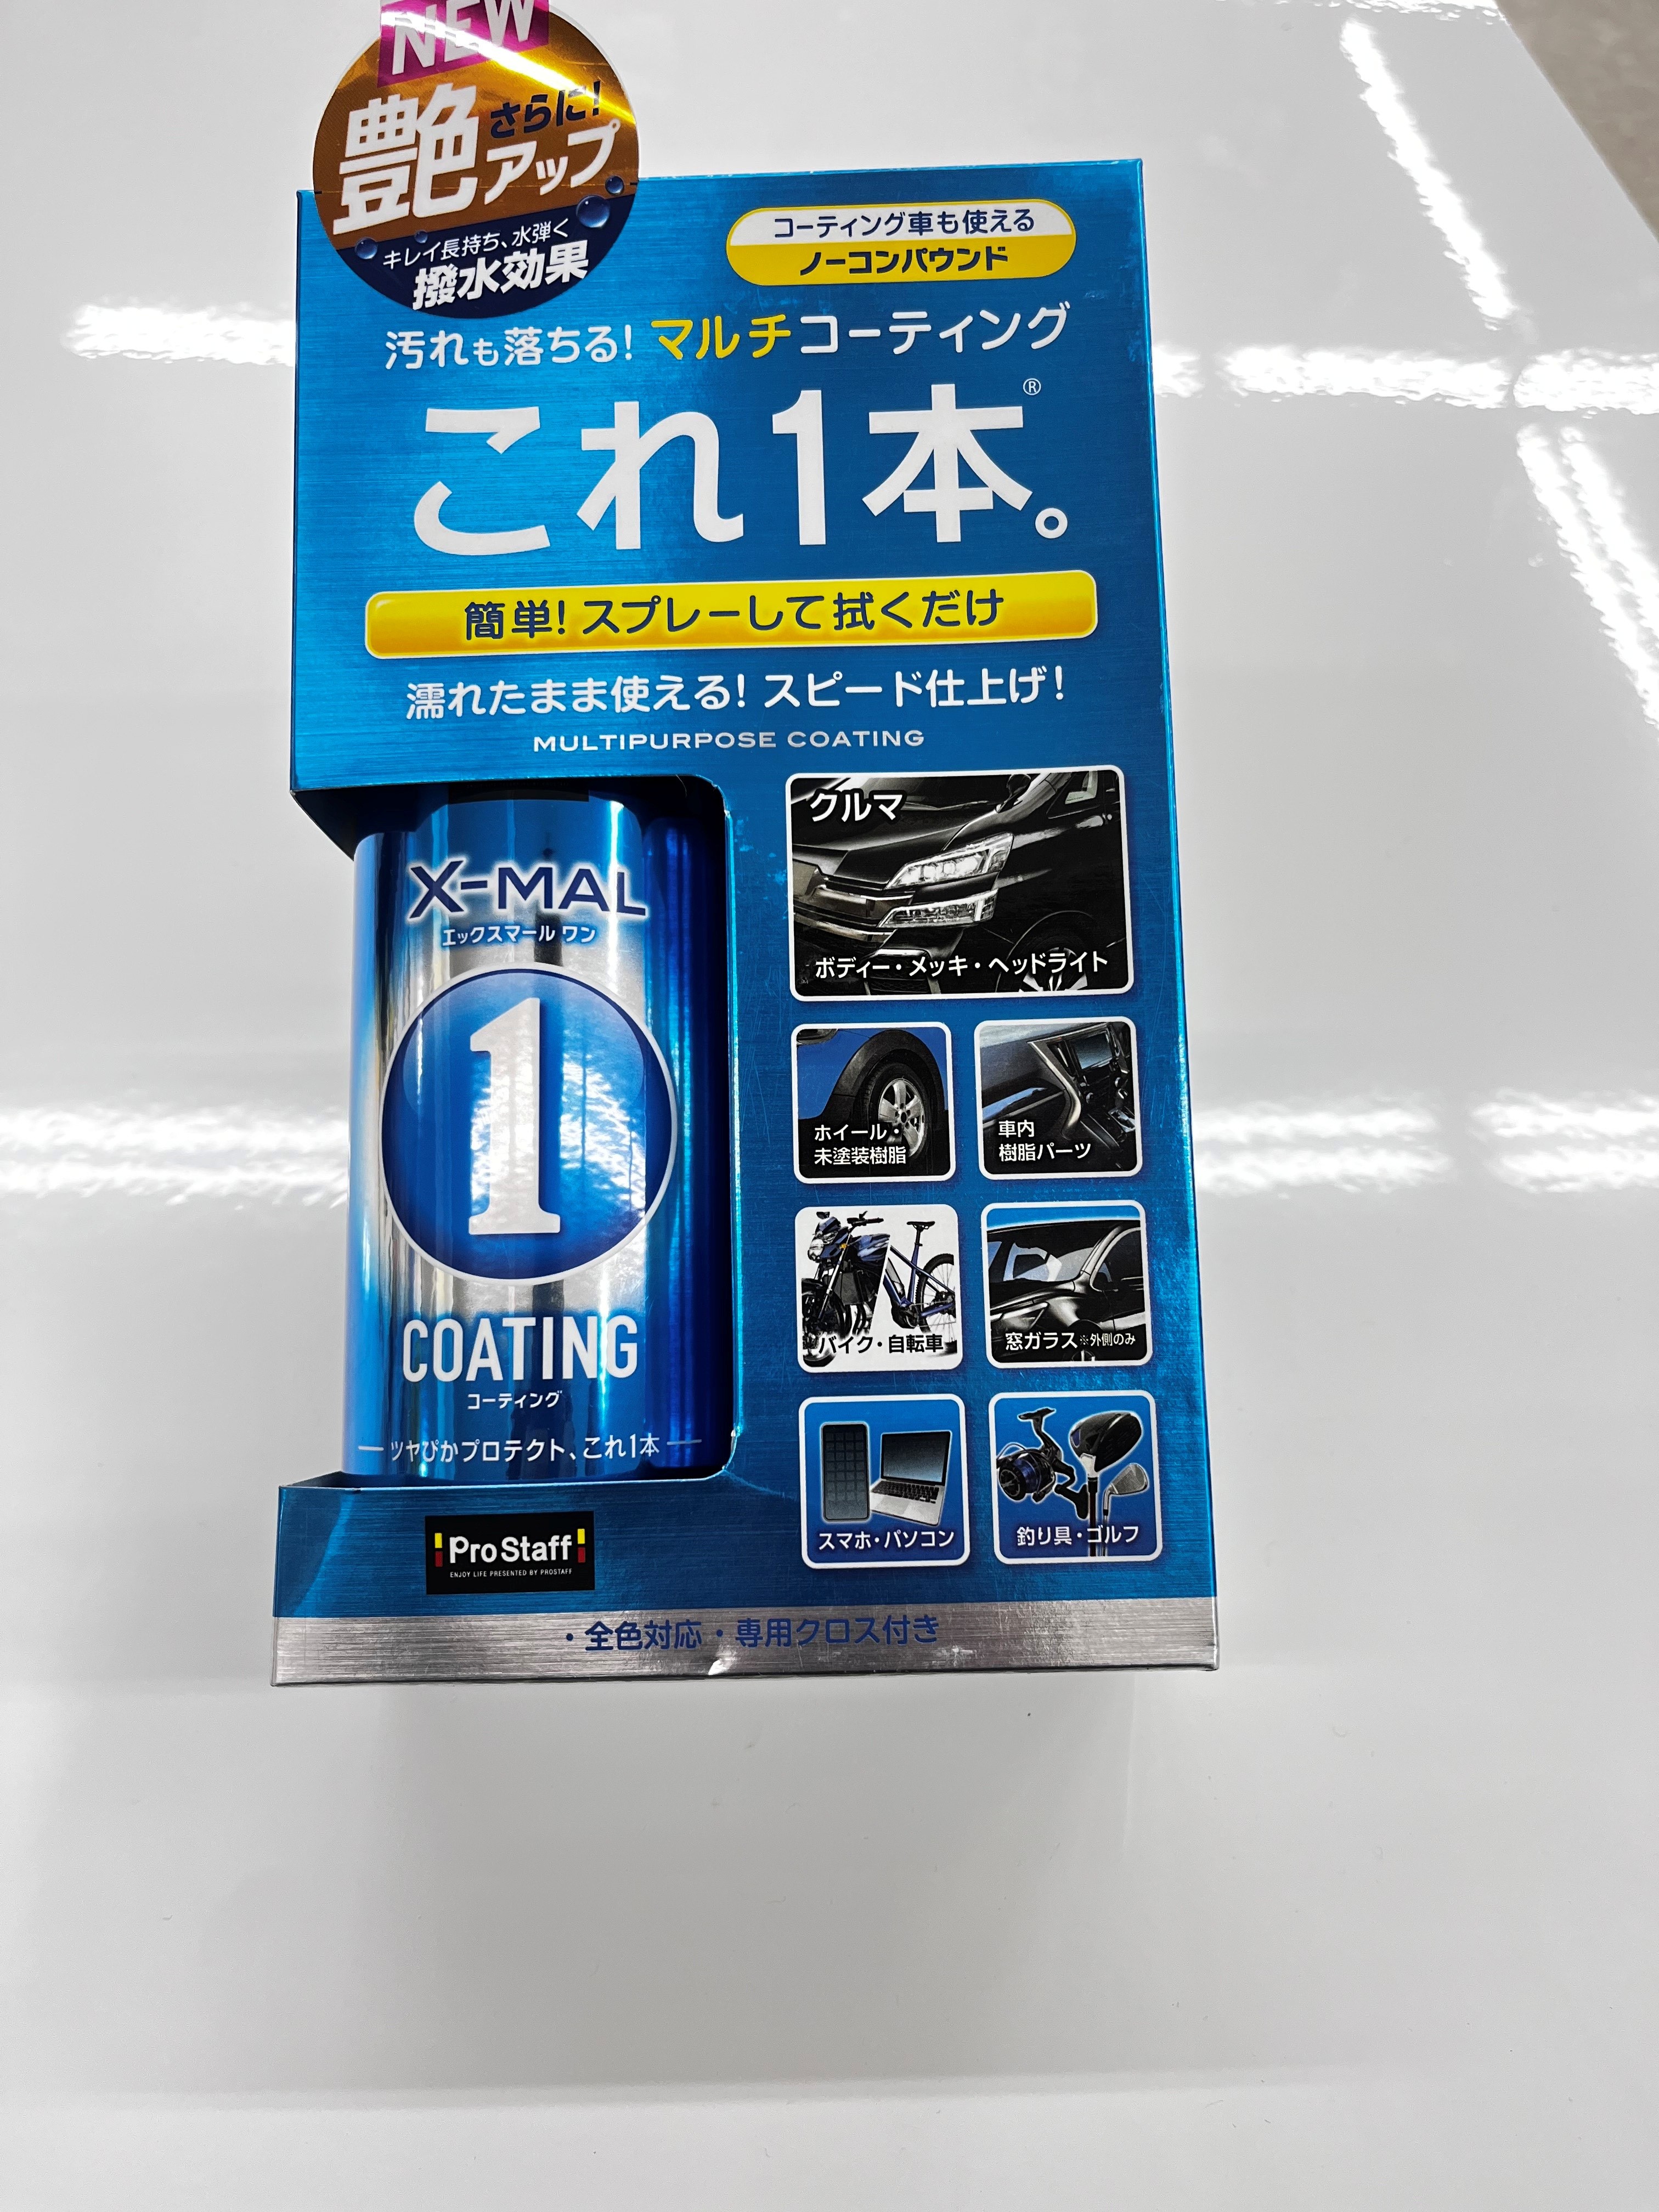 NEW
さらに!
艶アップ
キレイ長持ち、水弾く
撥水効果
コーティング車も使える
ノーコンパウンド
汚れも落ちる!マルチコーティング
これ1本。®
簡単!スプレーして拭くだけ
濡れたまま使える!スピード仕上げ!
MULTIPURPOSE COATING
X-MAL
エックスマール ワン
1
COATING
コーティング
ツヤぴかプロテクト、これ1本
クルマ
ボディー・メッキ・ヘッドライト
ホイール・
未塗装樹脂
車内
樹脂パーツ
バイク・自転車
窓ガラス※外側のみ
スマホ・パソコン
釣り具・ゴルフ
ProStaff
ENJOY LIFE PRESENTED BY PROSTAFF
・全色対応・専用クロス付き